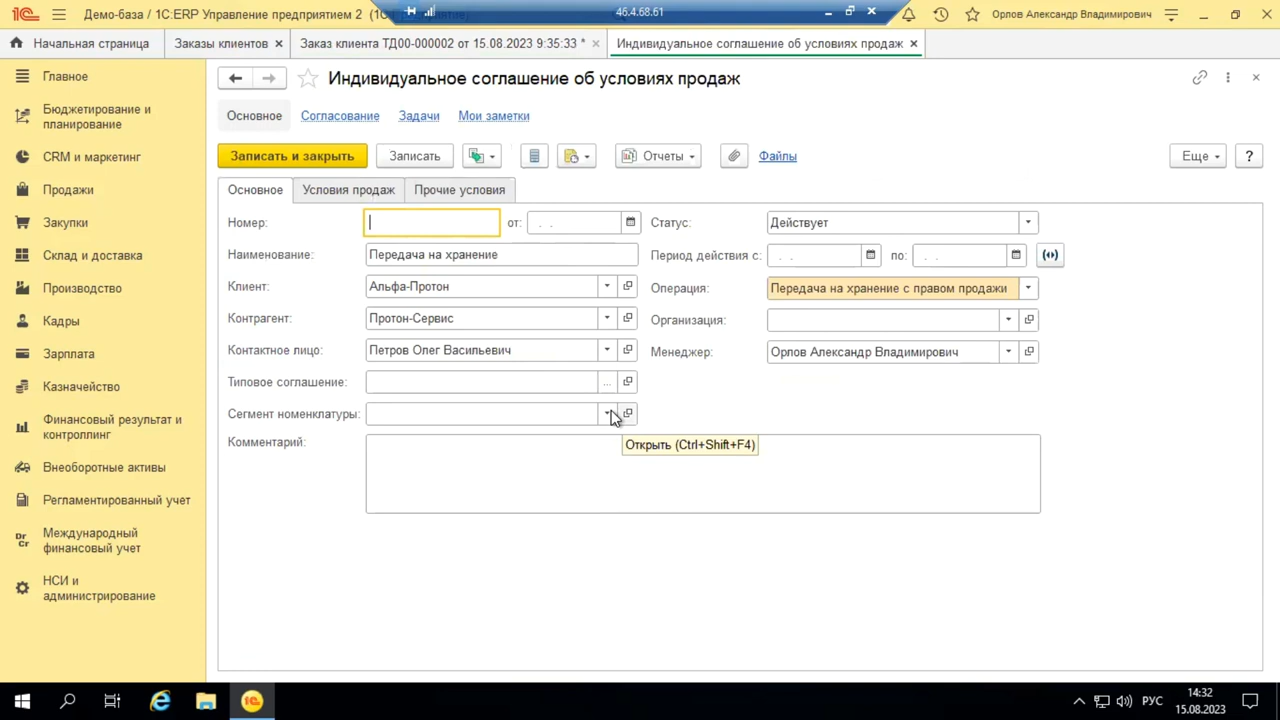 Демо-база / 1С:ERP Управление предприятием 2 (1С:Предприятие)
46.4.68.61
Орлов Александр Владимирович
Начальная страница
Заказы клиентов
Заказ клиента ТД00-000002 от 15.08.2023 9:35:33 *
Индивидуальное соглашение об условиях продаж
Главное
Бюджетирование и
планирование
CRM и маркетинг
Продажи
Закупки
Склад и доставка
Производство
Кадры
Зарплата
Казначейство
Финансовый результат и
контроллинг
Внеоборотные активы
Регламентированный учет
Dr
Cr
Международный
финансовый учет
НСИ и
администрирование
Индивидуальное соглашение об условиях продаж
Основное Согласование Задачи Мои заметки
Записать и закрыть Записать Отчеты Файлы Еще ?
Основное Условия продаж Прочие условия
Номер: от: . . Статус: Действует
Наименование: Передача на хранение Период действия с: . . по: . .
Клиент: Альфа-Протон Операция: Передача на хранение с правом продажи
Контрагент: Протон-Сервис Организация:
Контактное лицо: Петров Олег Васильевич Менеджер: Орлов Александр Владимирович
Типовое соглашение: ...
Сегмент номенклатуры:
Комментарий:
Открыть (Ctrl+Shift+F4)
РУС
14:32
15.08.2023